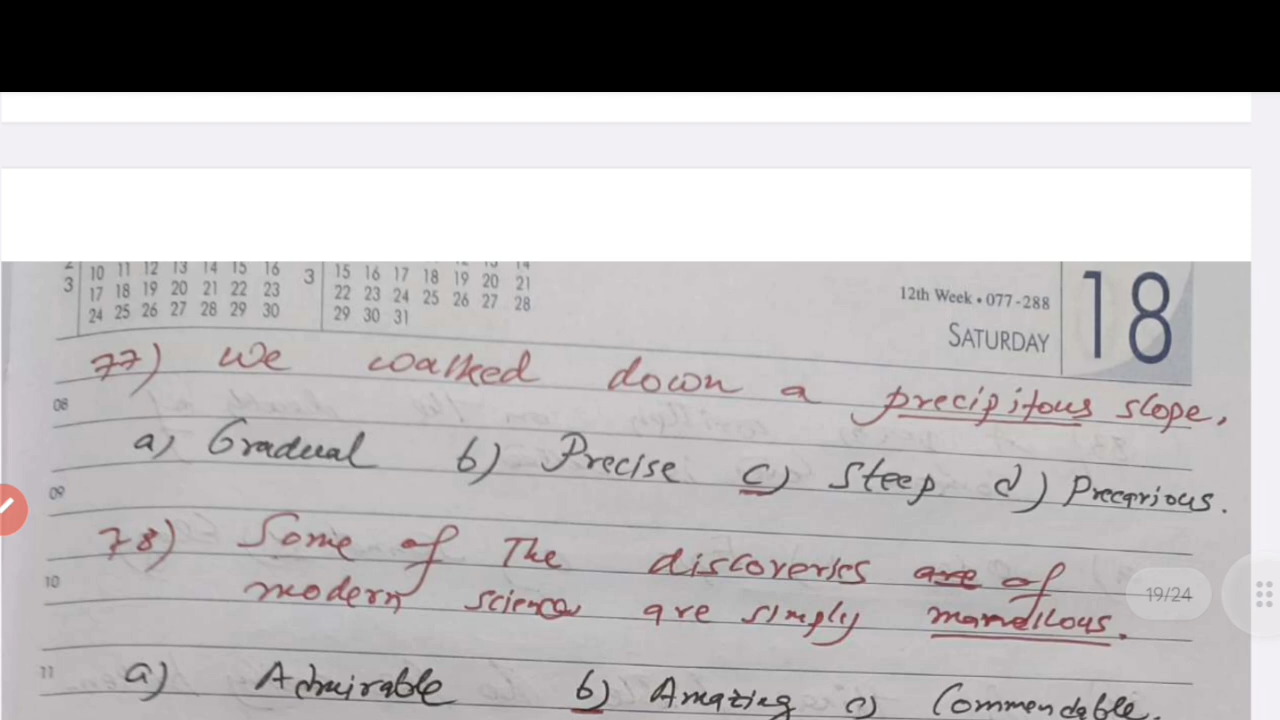 10 11 12 13 14 15 16
3 17 18 19 20 21 22 23
24 25 26 27 28 29 30
3 15 16 17 18 19 20 21
22 23 24 25 26 27 28
29 30 31
12th Week • 077-288
SATURDAY
18
77) We walked down a precipitous slope.
08
a) Gradual b) Precise c) Steep d) Precarious.
09
78) Some of The discoveries are of
10
modern science are simply marvellous.
19/24
11
a) Admirable b) Amazing c) Commendable.